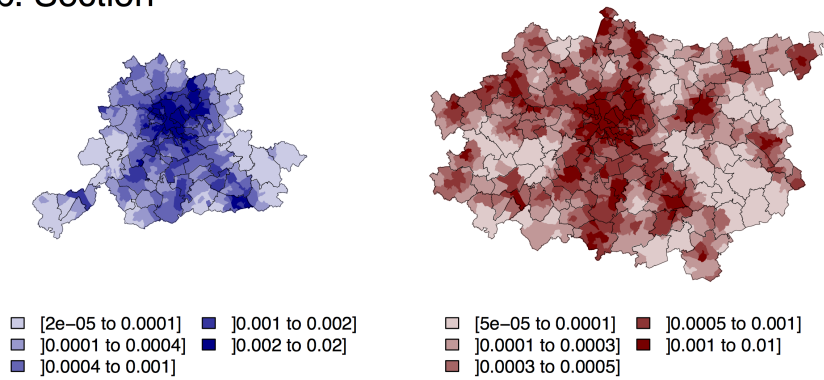 Section
[2e−05 to 0.0001]
]0.0001 to 0.0004]
]0.0004 to 0.001]
]0.001 to 0.002]
]0.002 to 0.02]
[5e−05 to 0.0001]
]0.0001 to 0.0003]
]0.0003 to 0.0005]
]0.0005 to 0.001]
]0.001 to 0.01]